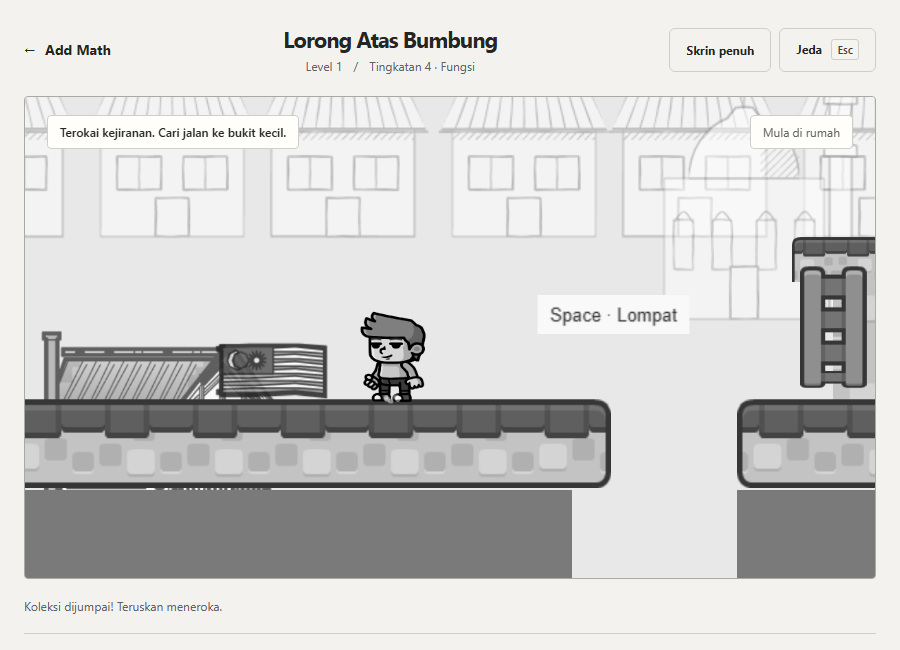 ← Add Math
Lorong Atas Bumbung
Level 1 / Tingkatan 4 · Fungsi
Skrin penuh
Jeda Esc
Terokai kejiranan. Cari jalan ke bukit kecil.
Mula di rumah
Space · Lompat
Koleksi dijumpai! Teruskan meneroka.